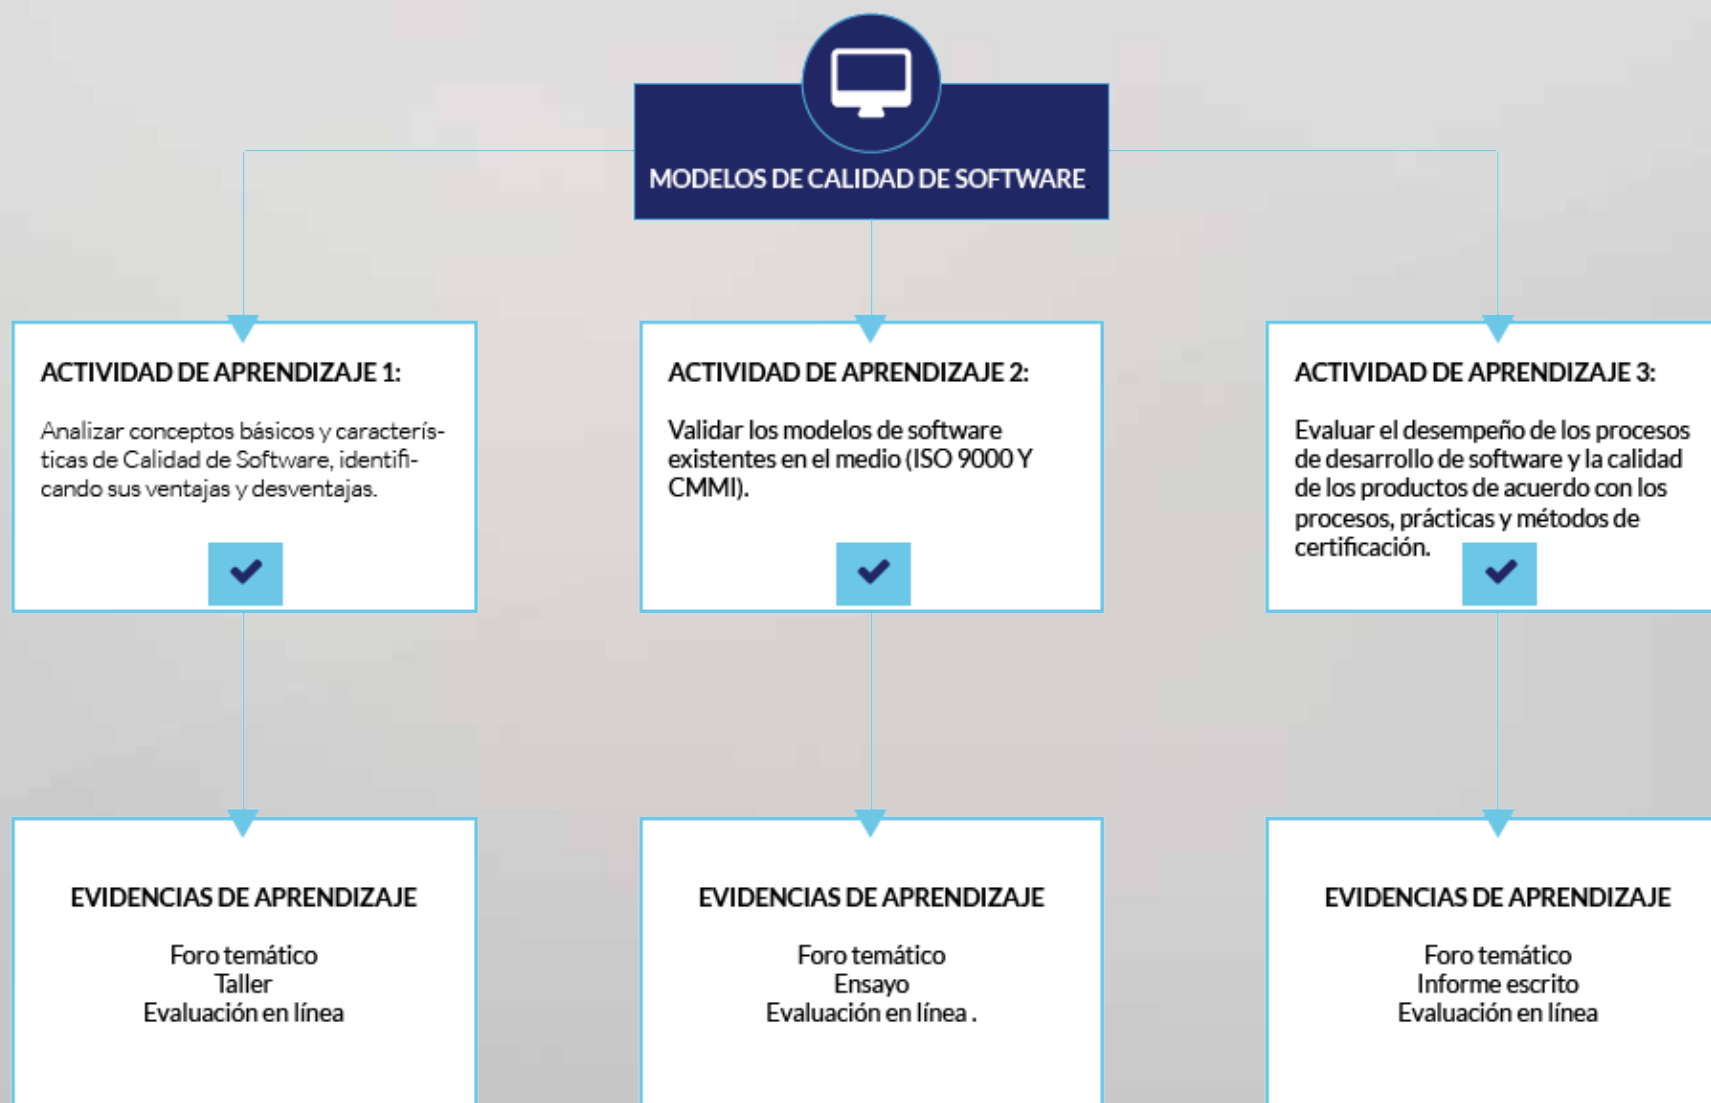 MODELOS DE CALIDAD DE SOFTWARE
ACTIVIDAD DE APRENDIZAJE 1:
Analizar conceptos básicos y caracterís-
ticas de Calidad de Software, identifi-
cando sus ventajas y desventajas.
ACTIVIDAD DE APRENDIZAJE 2:
Validar los modelos de software
existentes en el medio (ISO 9000 Y
CMMI).
ACTIVIDAD DE APRENDIZAJE 3:
Evaluar el desempeño de los procesos
de desarrollo de software y la calidad
de los productos de acuerdo con los
procesos, prácticas y métodos de
certificación.
EVIDENCIAS DE APRENDIZAJE
Foro temático
Taller
Evaluación en línea
EVIDENCIAS DE APRENDIZAJE
Foro temático
Ensayo
Evaluación en línea .
EVIDENCIAS DE APRENDIZAJE
Foro temático
Informe escrito
Evaluación en línea